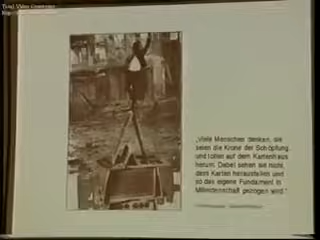 „Viele Menschen denken, sie
seien die Krone der Schöpfung,
und tollen auf dem Kartenhaus
herum. Dabei sehen sie nicht,
dass Karten herausfallen und
so das eigene Fundament in
Mitleidenschaft gezogen wird."